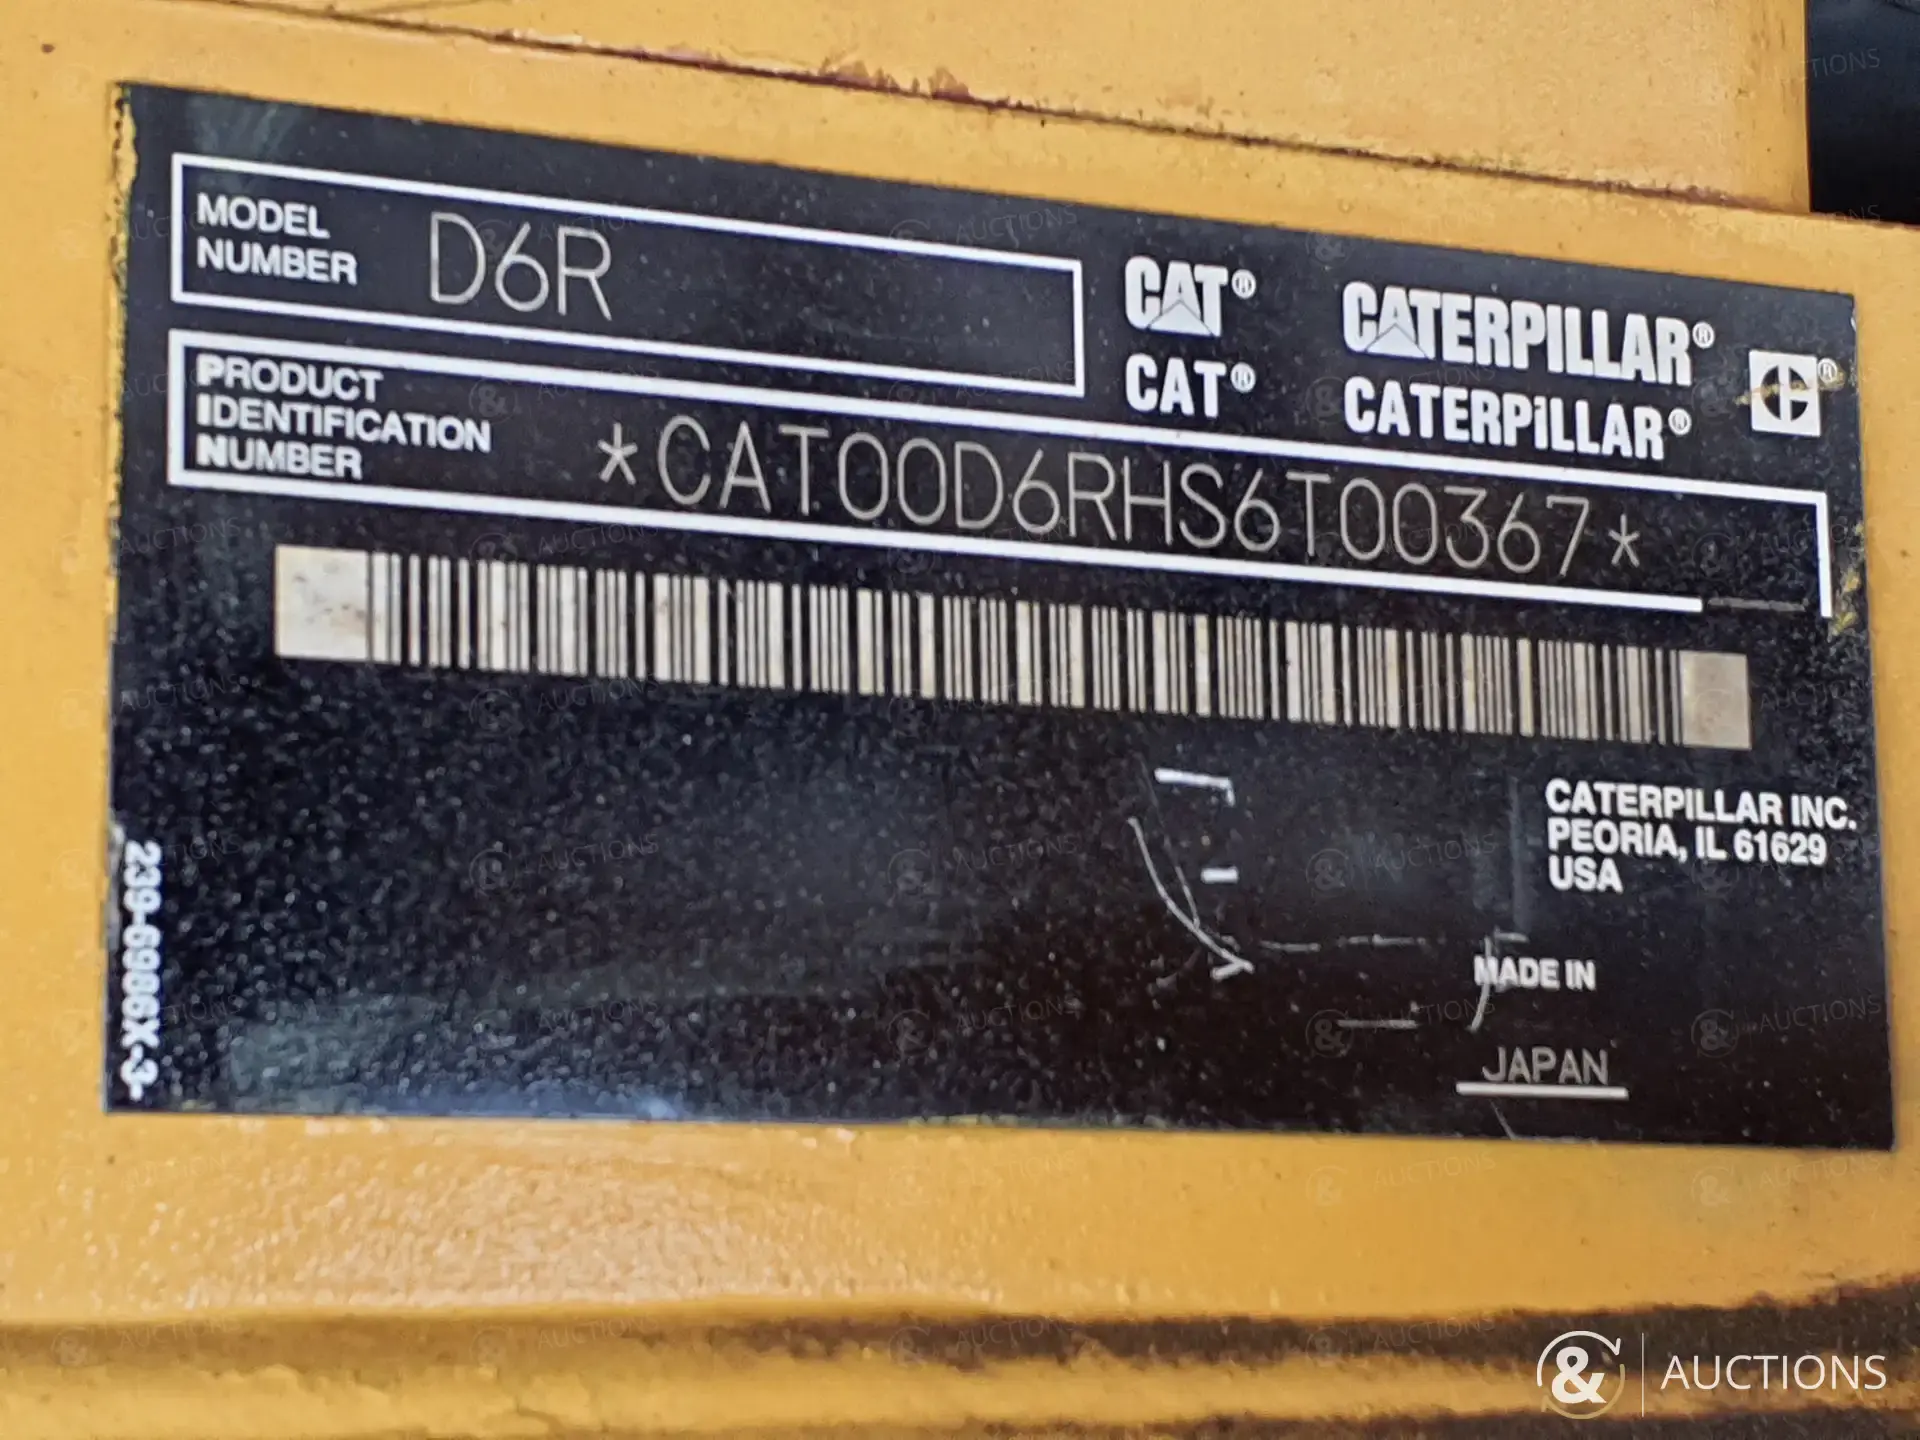 MODEL
NUMBER
D6R
CAT® CATERPILLAR®
CAT® CATERPiLLAR®
PRODUCT
IDENTIFICATION
NUMBER
*CAT00D6RHS6T00367*
CATERPILLAR INC.
PEORIA, IL 61629
USA
MADE IN
JAPAN
239-6986X-3-
& AUCTIONS